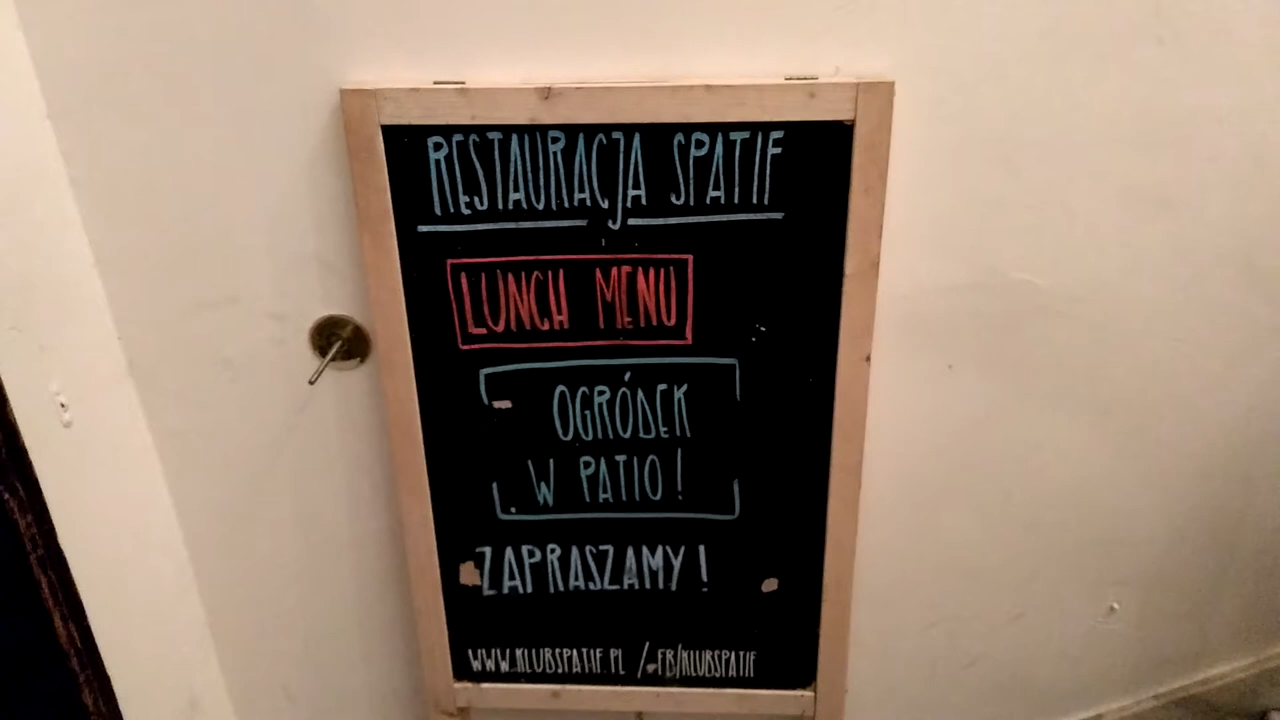 RESTAURACJA SPATIF
LUNCH MENU
OGRÓDEK
W PATIO!
ZAPRASZAMY!
WWW.KLUBSPATIF.PL / FB/KLUBSPATIF